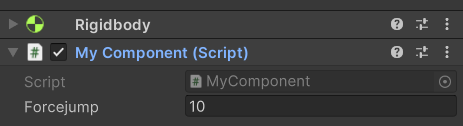 Rigidbody
My Component (Script)
Script MyComponent
Forcejump 10